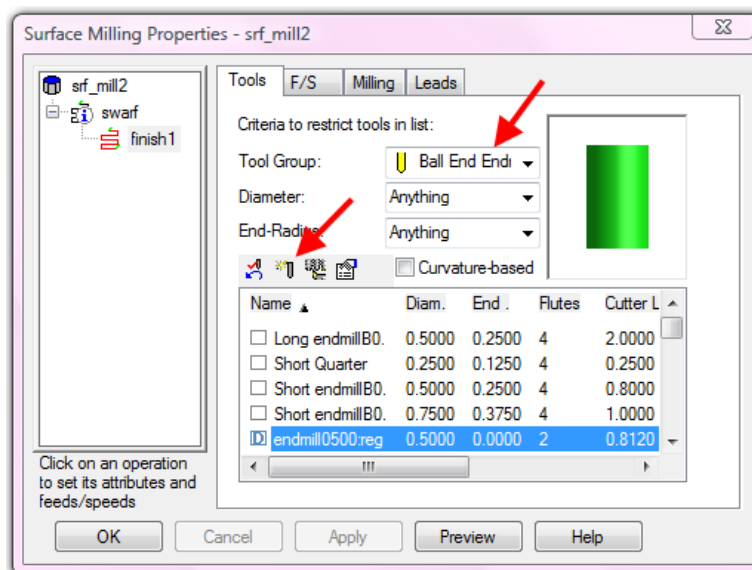 Surface Milling Properties - srf_mill2
srf_mill2
swarf
finish1
Tools F/S Milling Leads
Criteria to restrict tools in list:
Tool Group: Ball End End
Diameter: Anything
End-Radius: Anything
Curvature-based
Name Diam. End . Flutes Cutter L
Long endmillB0. 0.5000 0.2500 4 2.0000
Short Quarter 0.2500 0.1250 4 0.2500
Short endmillB0. 0.5000 0.2500 4 0.8000
Short endmillB0. 0.7500 0.3750 4 1.0000
D endmill0500:reg 0.5000 0.0000 2 0.8120
Click on an operation
to set its attributes and
feeds/speeds
OK Cancel Apply Preview Help